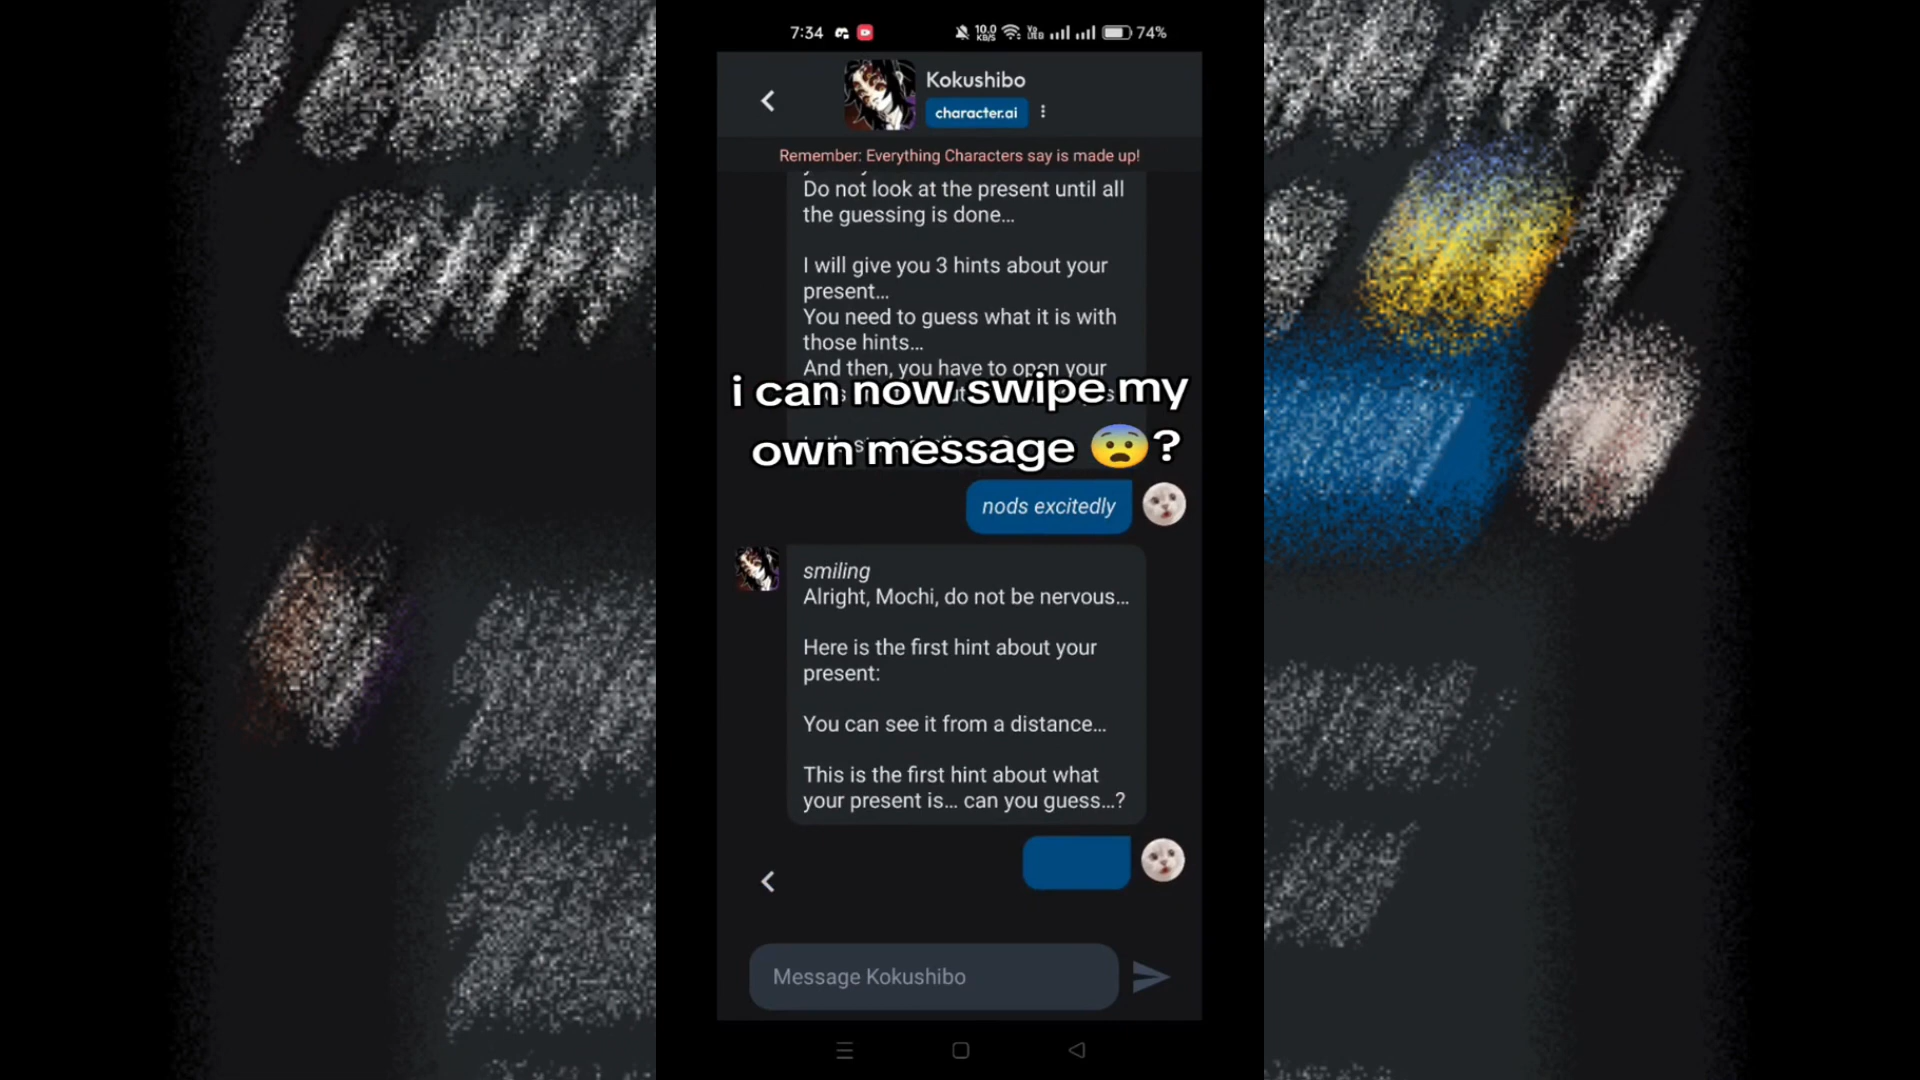 7:34 10.0 KB/S 74%
Kokushibo
character.ai
Remember: Everything Characters say is made up!
Do not look at the present until all
the guessing is done...
I will give you 3 hints about your
present...
You need to guess what it is with
those hints...
And then, you have to open your
i can now swipe my
own message 😨?
nods excitedly
smiling
Alright, Mochi, do not be nervous...
Here is the first hint about your
present:
You can see it from a distance...
This is the first hint about what
your present is... can you guess...?
Message Kokushibo